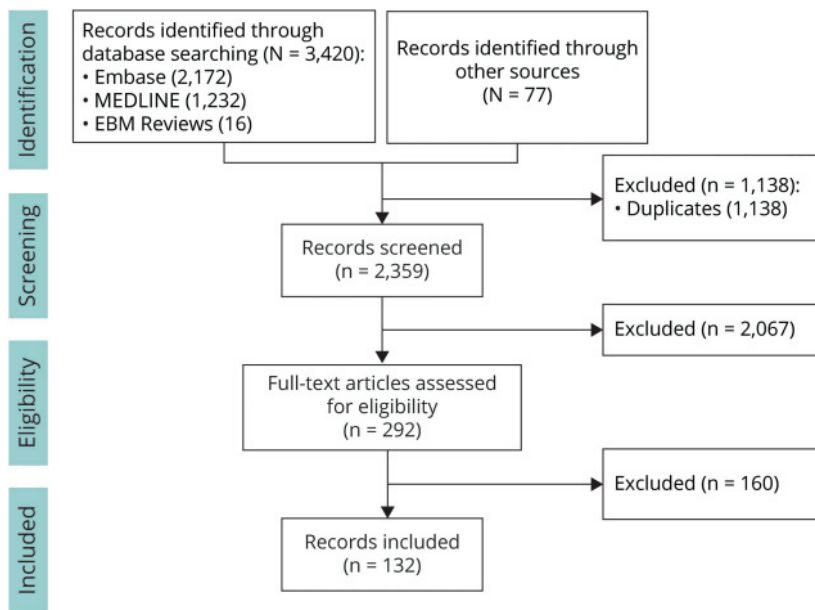 Identification
Records identified through
database searching (N = 3,420):
• Embase (2,172)
• MEDLINE (1,232)
• EBM Reviews (16)
Records identified through
other sources
(N = 77)
Excluded (n = 1,138):
• Duplicates (1,138)
Screening
Records screened
(n = 2,359)
Excluded (n = 2,067)
Eligibility
Full-text articles assessed
for eligibility
(n = 292)
Excluded (n = 160)
Included
Records included
(n = 132)